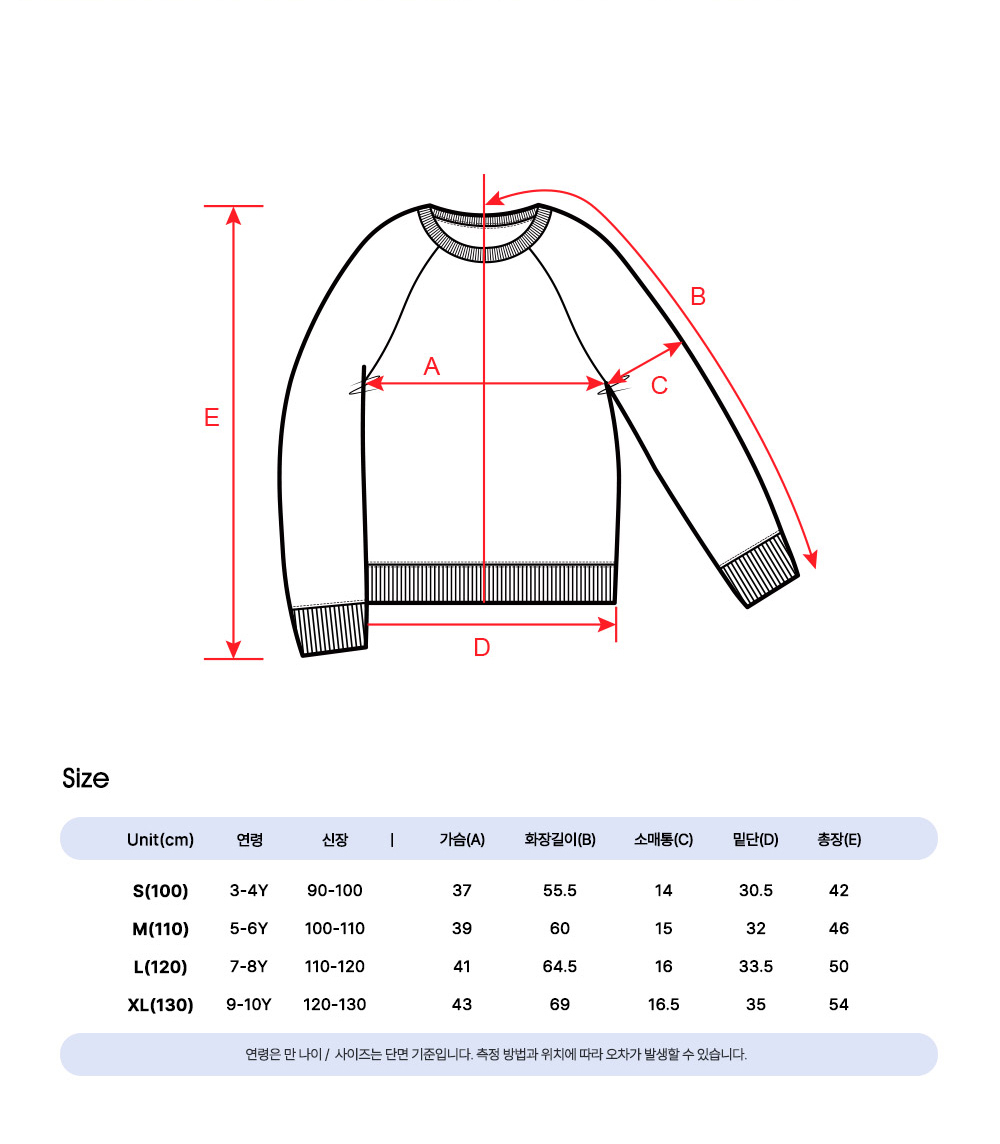 B
A
C
E
D
Size
Unit(cm) 연령 신장 | 가슴(A) 화장길이(B) 소매통(C) 밑단(D) 총장(E)
S(100) 3-4Y 90-100 37 55.5 14 30.5 42
M(110) 5-6Y 100-110 39 60 15 32 46
L(120) 7-8Y 110-120 41 64.5 16 33.5 50
XL(130) 9-10Y 120-130 43 69 16.5 35 54
연령은 만 나이 / 사이즈는 단면 기준입니다. 측정 방법과 위치에 따라 오차가 발생할 수 있습니다.